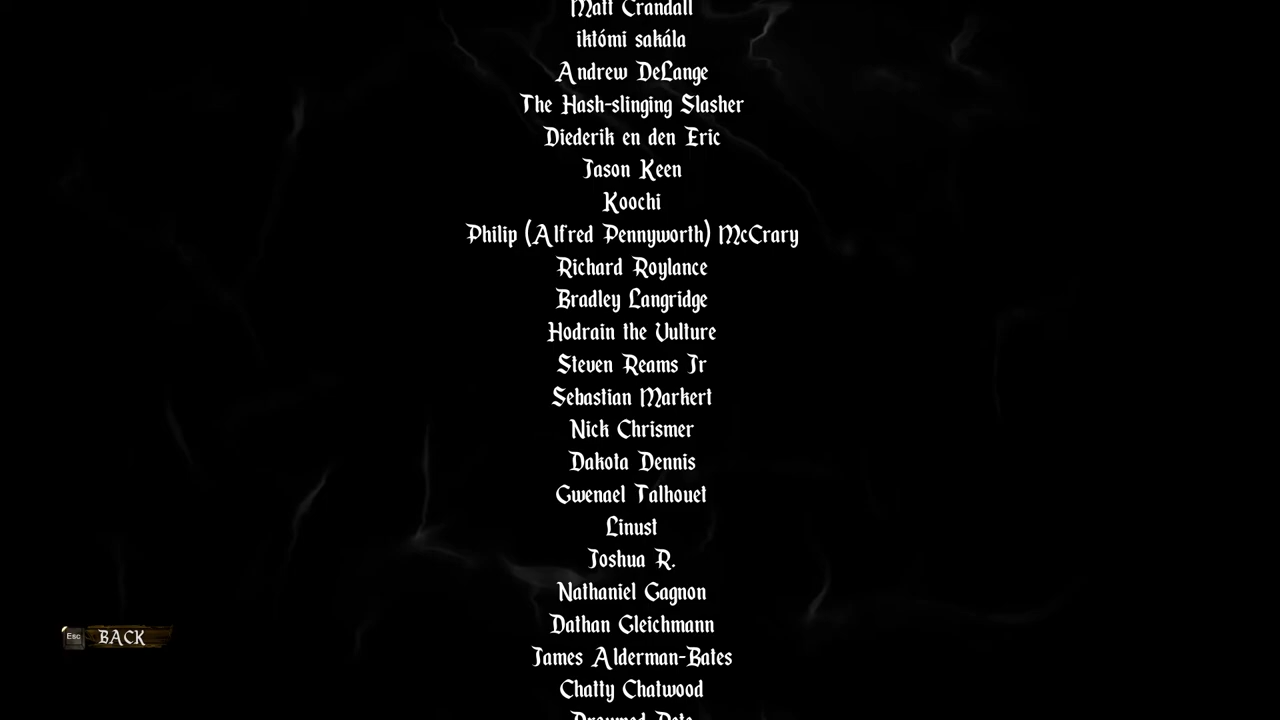 Matt Crandall
iktómi sakála
Andrew DeLange
The Hash-slinging Slasher
Diederik en den Eric
Jason Keen
Koochi
Philip (Alfred Pennyworth) McCrary
Richard Roylance
Bradley Langridge
Hodrain the Vulture
Steven Reams Jr
Sebastian Markert
Nick Chrismer
Dakota Dennis
Gwenael Talhouet
Linust
Joshua R.
Nathaniel Gagnon
Dathan Gleichmann
Esc BACK
James Alderman-Bates
Chatty Chatwood